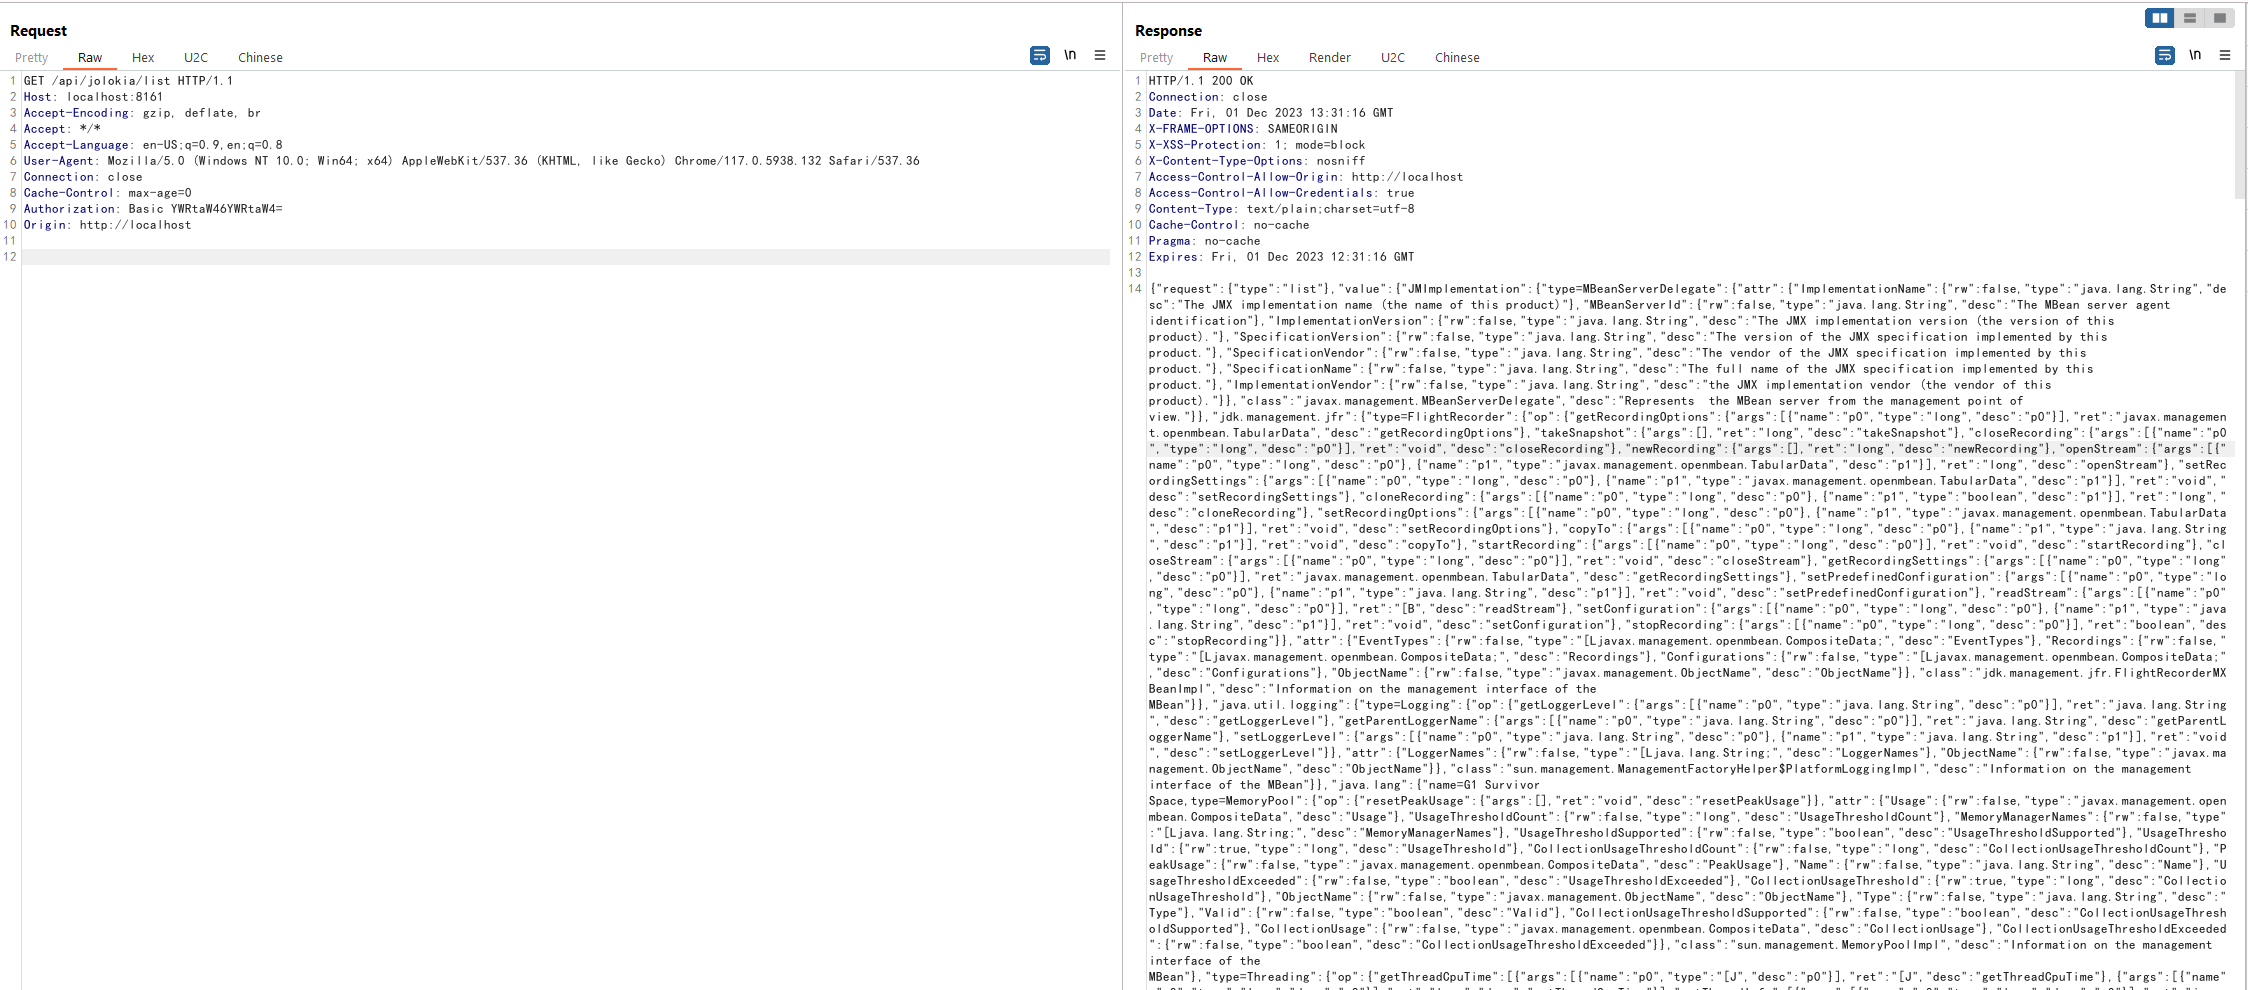 Request
Pretty Raw Hex U2C Chinese
\n
1 GET /api/jolokia/list HTTP/1.1
2 Host: localhost:8161
3 Accept-Encoding: gzip, deflate, br
4 Accept: */*
5 Accept-Language: en-US;q=0.9,en;q=0.8
6 User-Agent: Mozilla/5.0 (Windows NT 10.0; Win64; x64) AppleWebKit/537.36 (KHTML, like Gecko) Chrome/117.0.5938.132 Safari/537.36
7 Connection: close
8 Cache-Control: max-age=0
9 Authorization: Basic YWRtaW46YWRtaW4=
10 Origin: http://localhost
11
12
Response
Pretty Raw Hex Render U2C Chinese
\n
1 HTTP/1.1 200 OK
2 Connection: close
3 Date: Fri, 01 Dec 2023 13:31:16 GMT
4 X-FRAME-OPTIONS: SAMEORIGIN
5 X-XSS-Protection: 1; mode=block
6 X-Content-Type-Options: nosniff
7 Access-Control-Allow-Origin: http://localhost
8 Access-Control-Allow-Credentials: true
9 Content-Type: text/plain;charset=utf-8
10 Cache-Control: no-cache
11 Pragma: no-cache
12 Expires: Fri, 01 Dec 2023 12:31:16 GMT
13
14 {"request":{"type":"list"},"value":{"JMImplementation":{"type=MBeanServerDelegate":{"attr":{"ImplementationName":{"rw":false,"type":"java.lang.String","de
sc":"The JMX implementation name (the name of this product)"},"MBeanServerId":{"rw":false,"type":"java.lang.String","desc":"The MBean server agent
identification"},"ImplementationVersion":{"rw":false,"type":"java.lang.String","desc":"The JMX implementation version (the version of this
product)."},"SpecificationVersion":{"rw":false,"type":"java.lang.String","desc":"The version of the JMX specification implemented by this
product."},"SpecificationVendor":{"rw":false,"type":"java.lang.String","desc":"The vendor of the JMX specification implemented by this
product."},"SpecificationName":{"rw":false,"type":"java.lang.String","desc":"The full name of the JMX specification implemented by this
product."},"ImplementationVendor":{"rw":false,"type":"java.lang.String","desc":"the JMX implementation vendor (the vendor of this
product)."}},"class":"javax.management.MBeanServerDelegate","desc":"Represents  the MBean server from the management point of
view."}},"jdk.management.jfr":{"type=FlightRecorder":{"op":{"getRecordingOptions":{"args":[{"name":"p0","type":"long","desc":"p0"}],"ret":"javax.managemen
t.openmbean.TabularData","desc":"getRecordingOptions"},"takeSnapshot":{"args":[],"ret":"long","desc":"takeSnapshot"},"closeRecording":{"args":[{"name":"p0
","type":"long","desc":"p0"}],"ret":"void","desc":"closeRecording"},"newRecording":{"args":[],"ret":"long","desc":"newRecording"},"openStream":{"args":[{"
name":"p0","type":"long","desc":"p0"},{"name":"p1","type":"javax.management.openmbean.TabularData","desc":"p1"}],"ret":"long","desc":"openStream"},"setRec
ordingSettings":{"args":[{"name":"p0","type":"long","desc":"p0"},{"name":"p1","type":"javax.management.openmbean.TabularData","desc":"p1"}],"ret":"void","
desc":"setRecordingSettings"},"cloneRecording":{"args":[{"name":"p0","type":"long","desc":"p0"},{"name":"p1","type":"boolean","desc":"p1"}],"ret":"long","
desc":"cloneRecording"},"setRecordingOptions":{"args":[{"name":"p0","type":"long","desc":"p0"},{"name":"p1","type":"javax.management.openmbean.TabularData
","desc":"p1"}],"ret":"void","desc":"setRecordingOptions"},"copyTo":{"args":[{"name":"p0","type":"long","desc":"p0"},{"name":"p1","type":"java.lang.String
","desc":"p1"}],"ret":"void","desc":"copyTo"},"startRecording":{"args":[{"name":"p0","type":"long","desc":"p0"}],"ret":"void","desc":"startRecording"},"cl
oseStream":{"args":[{"name":"p0","type":"long","desc":"p0"}],"ret":"void","desc":"closeStream"},"getRecordingSettings":{"args":[{"name":"p0","type":"long"
,"desc":"p0"}],"ret":"javax.management.openmbean.TabularData","desc":"getRecordingSettings"},"setPredefinedConfiguration":{"args":[{"name":"p0","type":"lo
ng","desc":"p0"},{"name":"p1","type":"java.lang.String","desc":"p1"}],"ret":"void","desc":"setPredefinedConfiguration"},"readStream":{"args":[{"name":"p0"
,"type":"long","desc":"p0"}],"ret":"[B","desc":"readStream"},"setConfiguration":{"args":[{"name":"p0","type":"long","desc":"p0"},{"name":"p1","type":"java
.lang.String","desc":"p1"}],"ret":"void","desc":"setConfiguration"},"stopRecording":{"args":[{"name":"p0","type":"long","desc":"p0"}],"ret":"boolean","des
c":"stopRecording"}},"attr":{"EventTypes":{"rw":false,"type":"[Ljavax.management.openmbean.CompositeData;","desc":"EventTypes"},"Recordings":{"rw":false,"
type":"[Ljavax.management.openmbean.CompositeData;","desc":"Recordings"},"Configurations":{"rw":false,"type":"[Ljavax.management.openmbean.CompositeData;"
,"desc":"Configurations"},"ObjectName":{"rw":false,"type":"javax.management.ObjectName","desc":"ObjectName"}},"class":"jdk.management.jfr.FlightRecorderMX
BeanImpl","desc":"Information on the management interface of the
MBean"}},"java.util.logging":{"type=Logging":{"op":{"getLoggerLevel":{"args":[{"name":"p0","type":"java.lang.String","desc":"p0"}],"ret":"java.lang.String
","desc":"getLoggerLevel"},"getParentLoggerName":{"args":[{"name":"p0","type":"java.lang.String","desc":"p0"}],"ret":"java.lang.String","desc":"getParentL
oggerName"},"setLoggerLevel":{"args":[{"name":"p0","type":"java.lang.String","desc":"p0"},{"name":"p1","type":"java.lang.String","desc":"p1"}],"ret":"void
","desc":"setLoggerLevel"}},"attr":{"LoggerNames":{"rw":false,"type":"[Ljava.lang.String;","desc":"LoggerNames"},"ObjectName":{"rw":false,"type":"javax.ma
nagement.ObjectName","desc":"ObjectName"}},"class":"sun.management.ManagementFactoryHelper$PlatformLoggingImpl","desc":"Information on the management
interface of the MBean"}},"java.lang":{"name=G1 Survivor
Space,type=MemoryPool":{"op":{"resetPeakUsage":{"args":[],"ret":"void","desc":"resetPeakUsage"}},"attr":{"Usage":{"rw":false,"type":"javax.management.open
mbean.CompositeData","desc":"Usage"},"UsageThresholdCount":{"rw":false,"type":"long","desc":"UsageThresholdCount"},"MemoryManagerNames":{"rw":false,"type"
:"[Ljava.lang.String;","desc":"MemoryManagerNames"},"UsageThresholdSupported":{"rw":false,"type":"boolean","desc":"UsageThresholdSupported"},"UsageThresho
ld":{"rw":true,"type":"long","desc":"UsageThreshold"},"CollectionUsageThresholdCount":{"rw":false,"type":"long","desc":"CollectionUsageThresholdCount"},"P
eakUsage":{"rw":false,"type":"javax.management.openmbean.CompositeData","desc":"PeakUsage"},"Name":{"rw":false,"type":"java.lang.String","desc":"Name"},"U
sageThresholdExceeded":{"rw":false,"type":"boolean","desc":"UsageThresholdExceeded"},"CollectionUsageThreshold":{"rw":true,"type":"long","desc":"Collectio
nUsageThreshold"},"ObjectName":{"rw":false,"type":"javax.management.ObjectName","desc":"ObjectName"},"Type":{"rw":false,"type":"java.lang.String","desc":"
Type"},"Valid":{"rw":false,"type":"boolean","desc":"Valid"},"CollectionUsageThresholdSupported":{"rw":false,"type":"boolean","desc":"CollectionUsageThresh
oldSupported"},"CollectionUsage":{"rw":false,"type":"javax.management.openmbean.CompositeData","desc":"CollectionUsage"},"CollectionUsageThresholdExceeded
":{"rw":false,"type":"boolean","desc":"CollectionUsageThresholdExceeded"}},"class":"sun.management.MemoryPoolImpl","desc":"Information on the management
interface of the
MBean"},"type=Threading":{"op":{"getThreadCpuTime":[{"args":[{"name":"p0","type":"[J","desc":"p0"}],"ret":"[J","desc":"getThreadCpuTime"},{"args":[{"name"